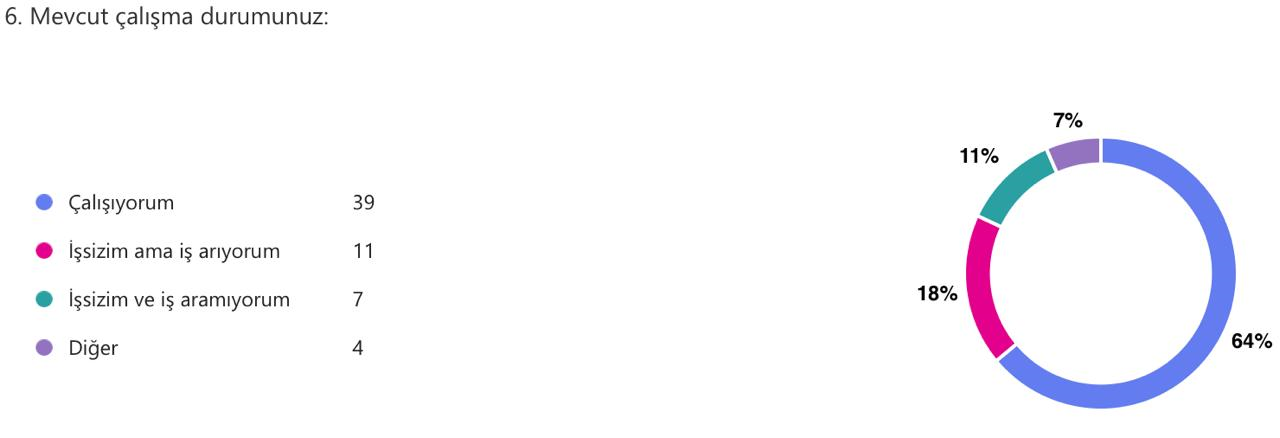 6. Mevcut çalışma durumunuz:
Çalışıyorum 39
İşsizim ama iş arıyorum 11
İşsizim ve iş aramıyorum 7
Diğer 4
7%
11%
18%
64%